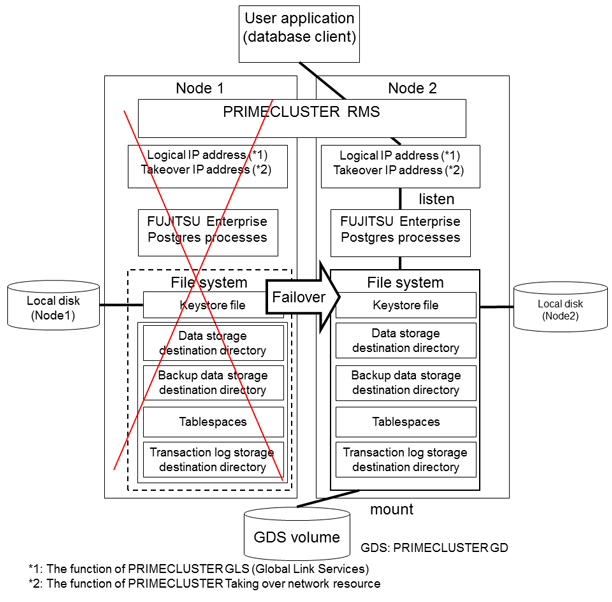 User application
(database client)
Node 1
Node 2
PRIMECLUSTER RMS
Logical IP address (*1)
Takeover IP address (*2)
Logical IP address (*1)
Takeover IP address (*2)
listen
FUJITSU Enterprise
Postgres processes
FUJITSU Enterprise
Postgres processes
File system
Failover
File system
Local disk
(Node1)
Keystore file
Keystore file
Local disk
(Node2)
Data storage
destination directory
Data storage
destination directory
Backup data storage
destination directory
Backup data storage
destination directory
Tablespaces
Tablespaces
Transaction log storage
destination directory
Transaction log storage
destination directory
mount
GDS volume
GDS: PRIMECLUSTER GD
*1: The function of PRIMECLUSTER GLS (Global Link Services)
*2: The function of PRIMECLUSTER Taking over network resource